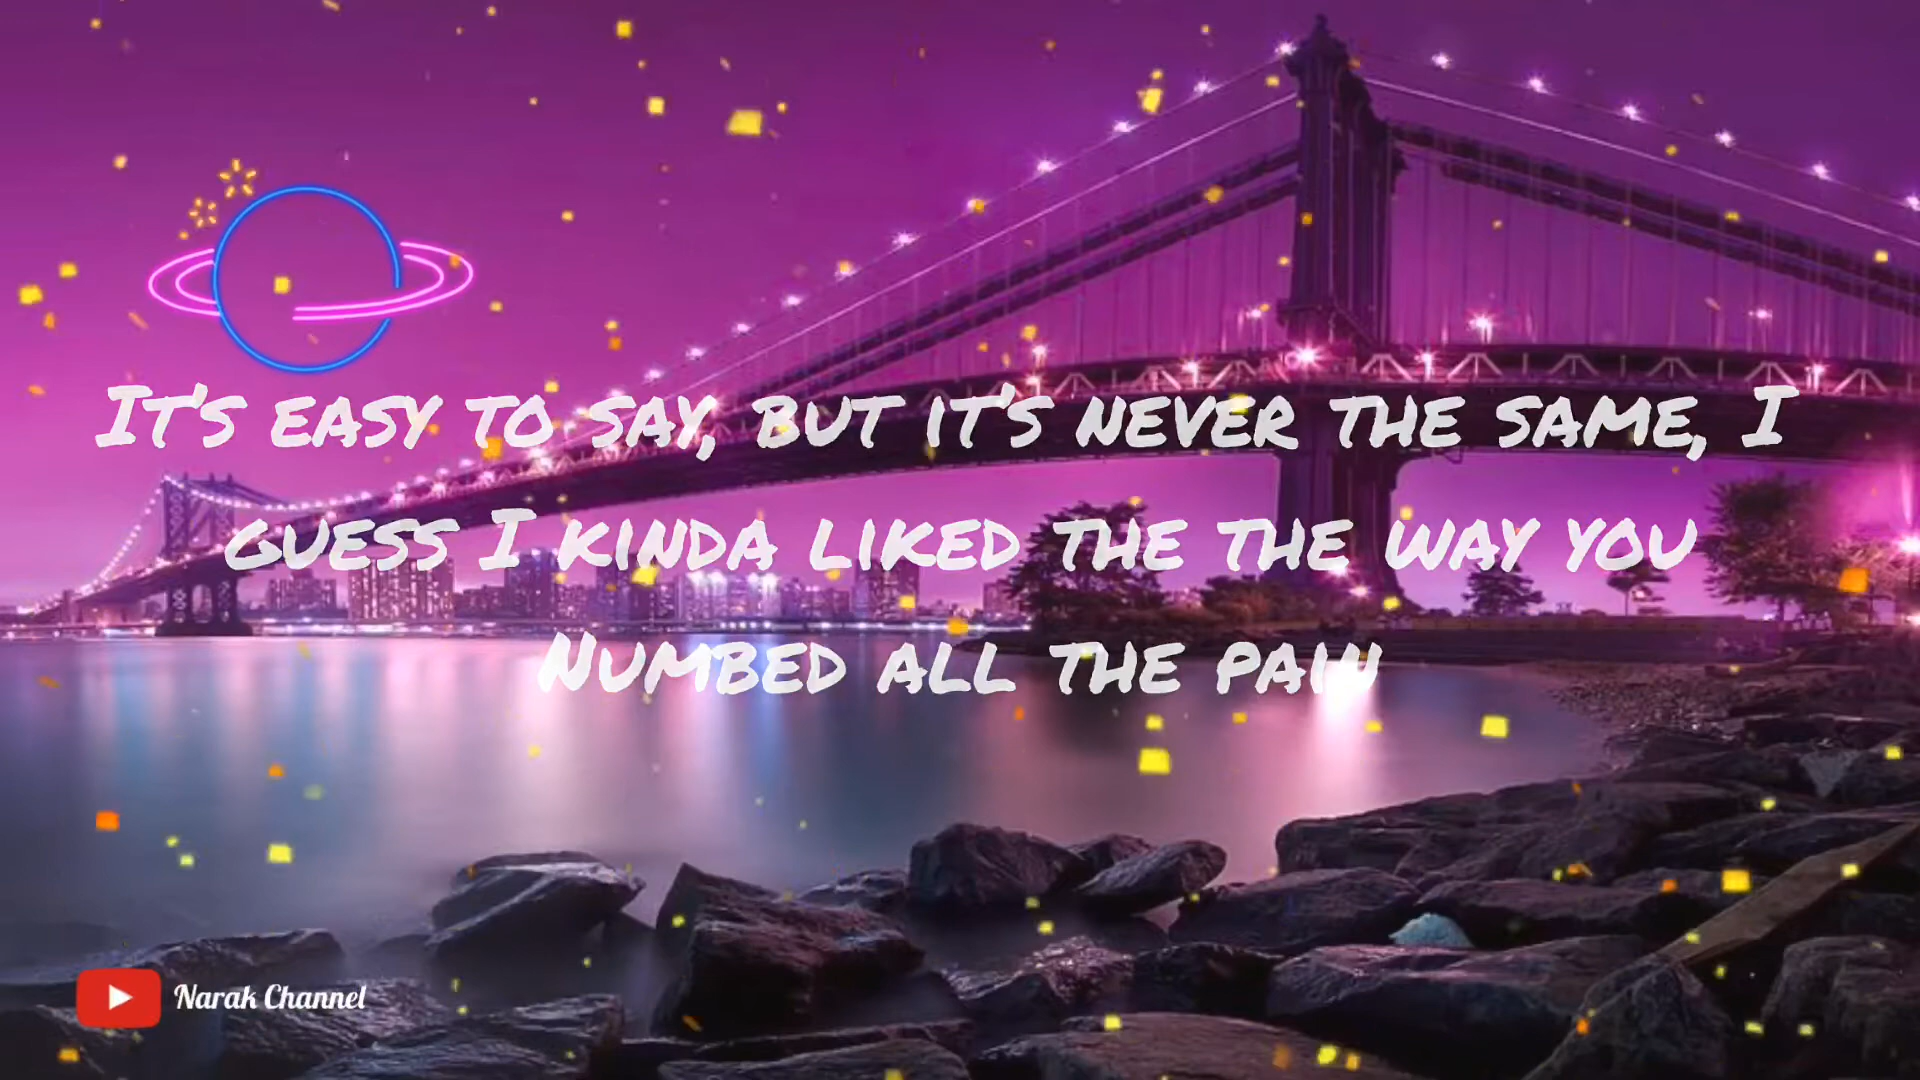 It's easy to say, but it's never the same, I
guess I kinda liked the the way you
Numbed all the pain
Narak Channel